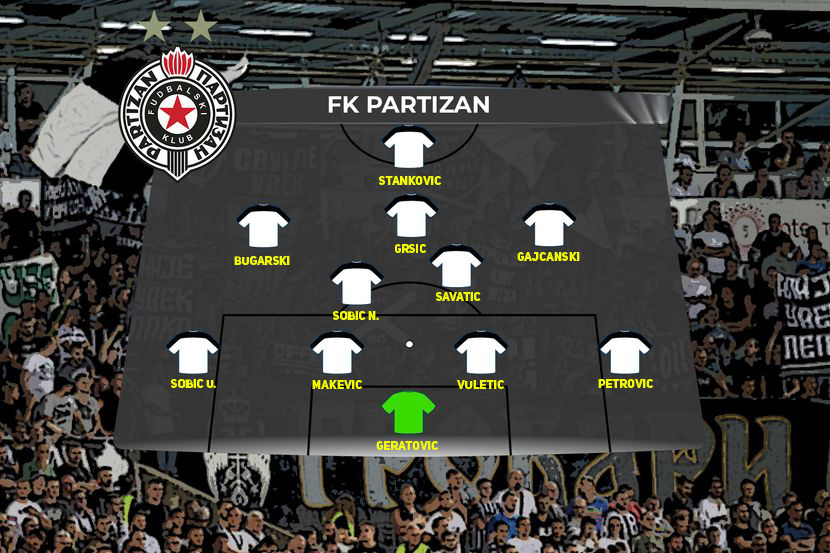 PARTIZAN ПАРТИЗАН
FUDBALSKI
KLUB
FK PARTIZAN
STANKOVIC
BUGARSKI
GRSIC
GAJCANSKI
SAVATIC
SOBIC N.
SOBIC U.
MAKEVIC
VULETIC
PETROVIC
GERATOVIC